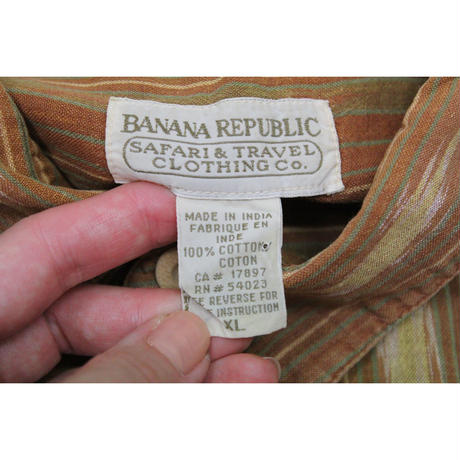 BANANA REPUBLIC
SAFARI & TRAVEL
CLOTHING Co.
MADE IN INDIA
FABRIQUE EN
INDE
100% COTTON
COTON
CA# 17897
RN# 54023
REVERSE FOR
INSTRUCTION
XL